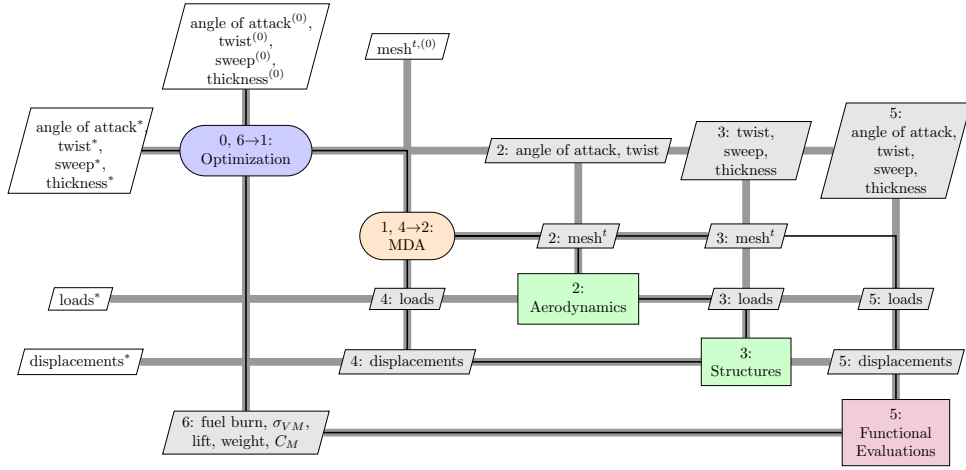 angle of attack^(0),
twist^(0),
sweep^(0),
thickness^(0)
mesh^t,(0)
angle of attack*,
twist*,
sweep*,
thickness*
0, 6→1:
Optimization
2: angle of attack, twist
3: twist,
sweep,
thickness
5:
angle of attack,
twist,
sweep,
thickness
1, 4→2:
MDA
2: mesh^t
3: mesh^t
loads*
4: loads
2:
Aerodynamics
3: loads
5: loads
displacements*
4: displacements
3:
Structures
5: displacements
6: fuel burn, σ_VM,
lift, weight, C_M
5:
Functional
Evaluations